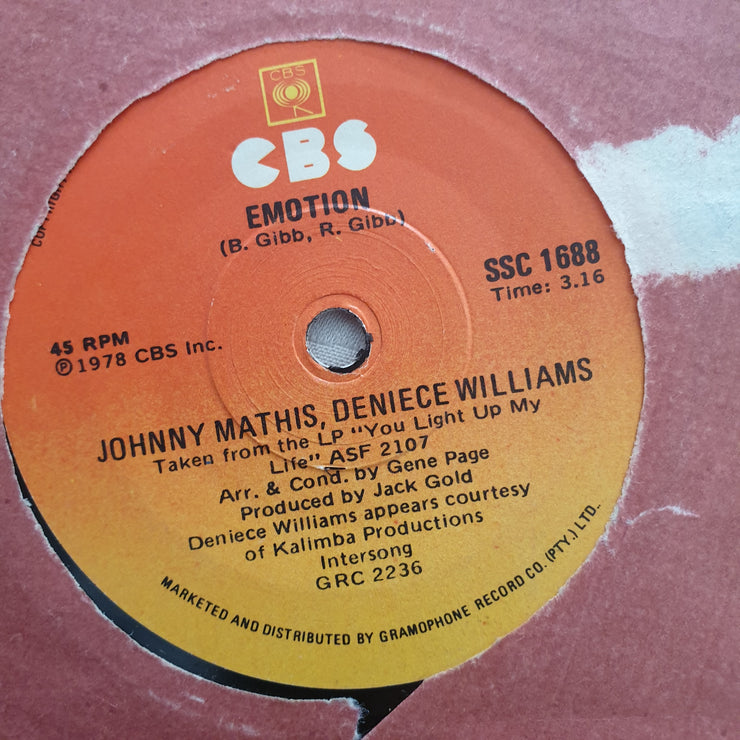 CBS
CBS
EMOTION
(B. Gibb, R. Gibb)
SSC 1688
Time: 3.16
45 RPM
℗ 1978 CBS Inc.
JOHNNY MATHIS, DENIECE WILLIAMS
Taken from the LP "You Light Up My
Life" ASF 2107
Arr. & Cond. by Gene Page
Produced by Jack Gold
Deniece Williams appears courtesy
of Kalimba Productions
Intersong
GRC 2236
MARKETED AND DISTRIBUTED BY GRAMOPHONE RECORD CO. (PTY.) LTD.